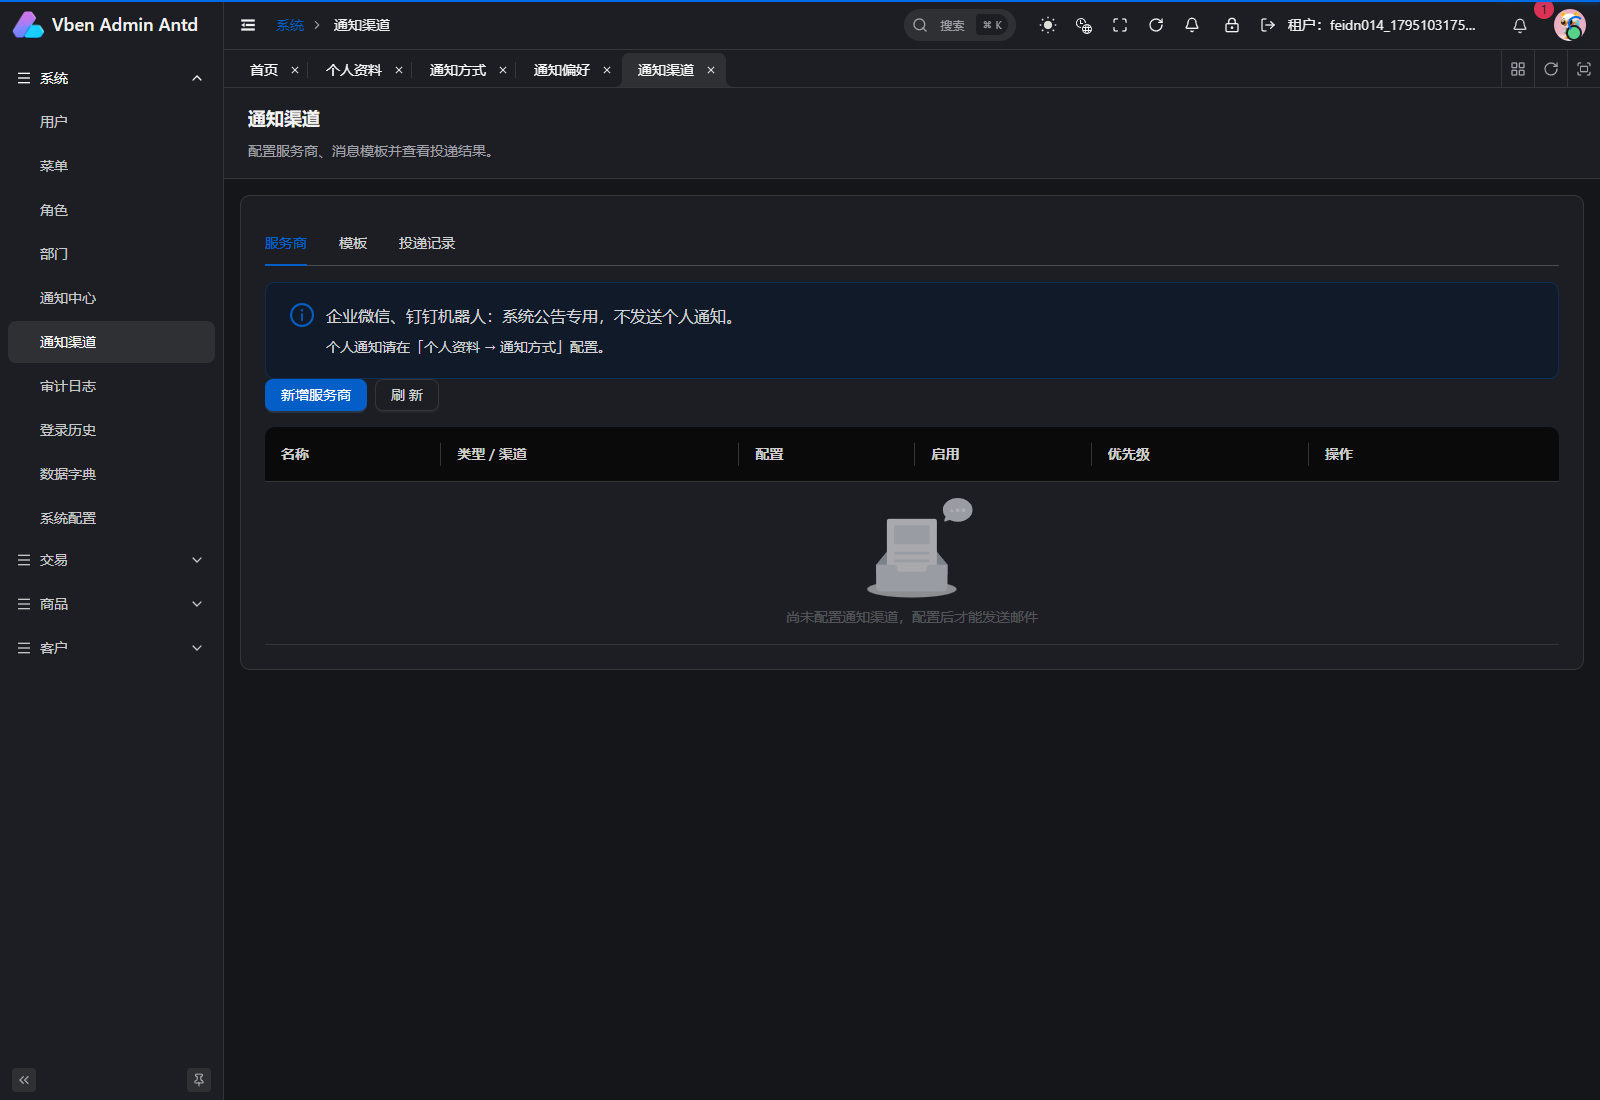 Vben Admin Antd
系统 > 通知渠道
搜索 ⌘ K
租户：feidn014_1795103175...
1
首页 × 个人资料 × 通知方式 × 通知偏好 × 通知渠道 ×
系统
用户
菜单
角色
部门
通知中心
通知渠道
审计日志
登录历史
数据字典
系统配置
交易
商品
客户
通知渠道
配置服务商、消息模板并查看投递结果。
服务商 模板 投递记录
企业微信、钉钉机器人：系统公告专用，不发送个人通知。
个人通知请在「个人资料 → 通知方式」配置。
新增服务商 刷 新
名称 类型 / 渠道 配置 启用 优先级 操作
尚未配置通知渠道，配置后才能发送邮件